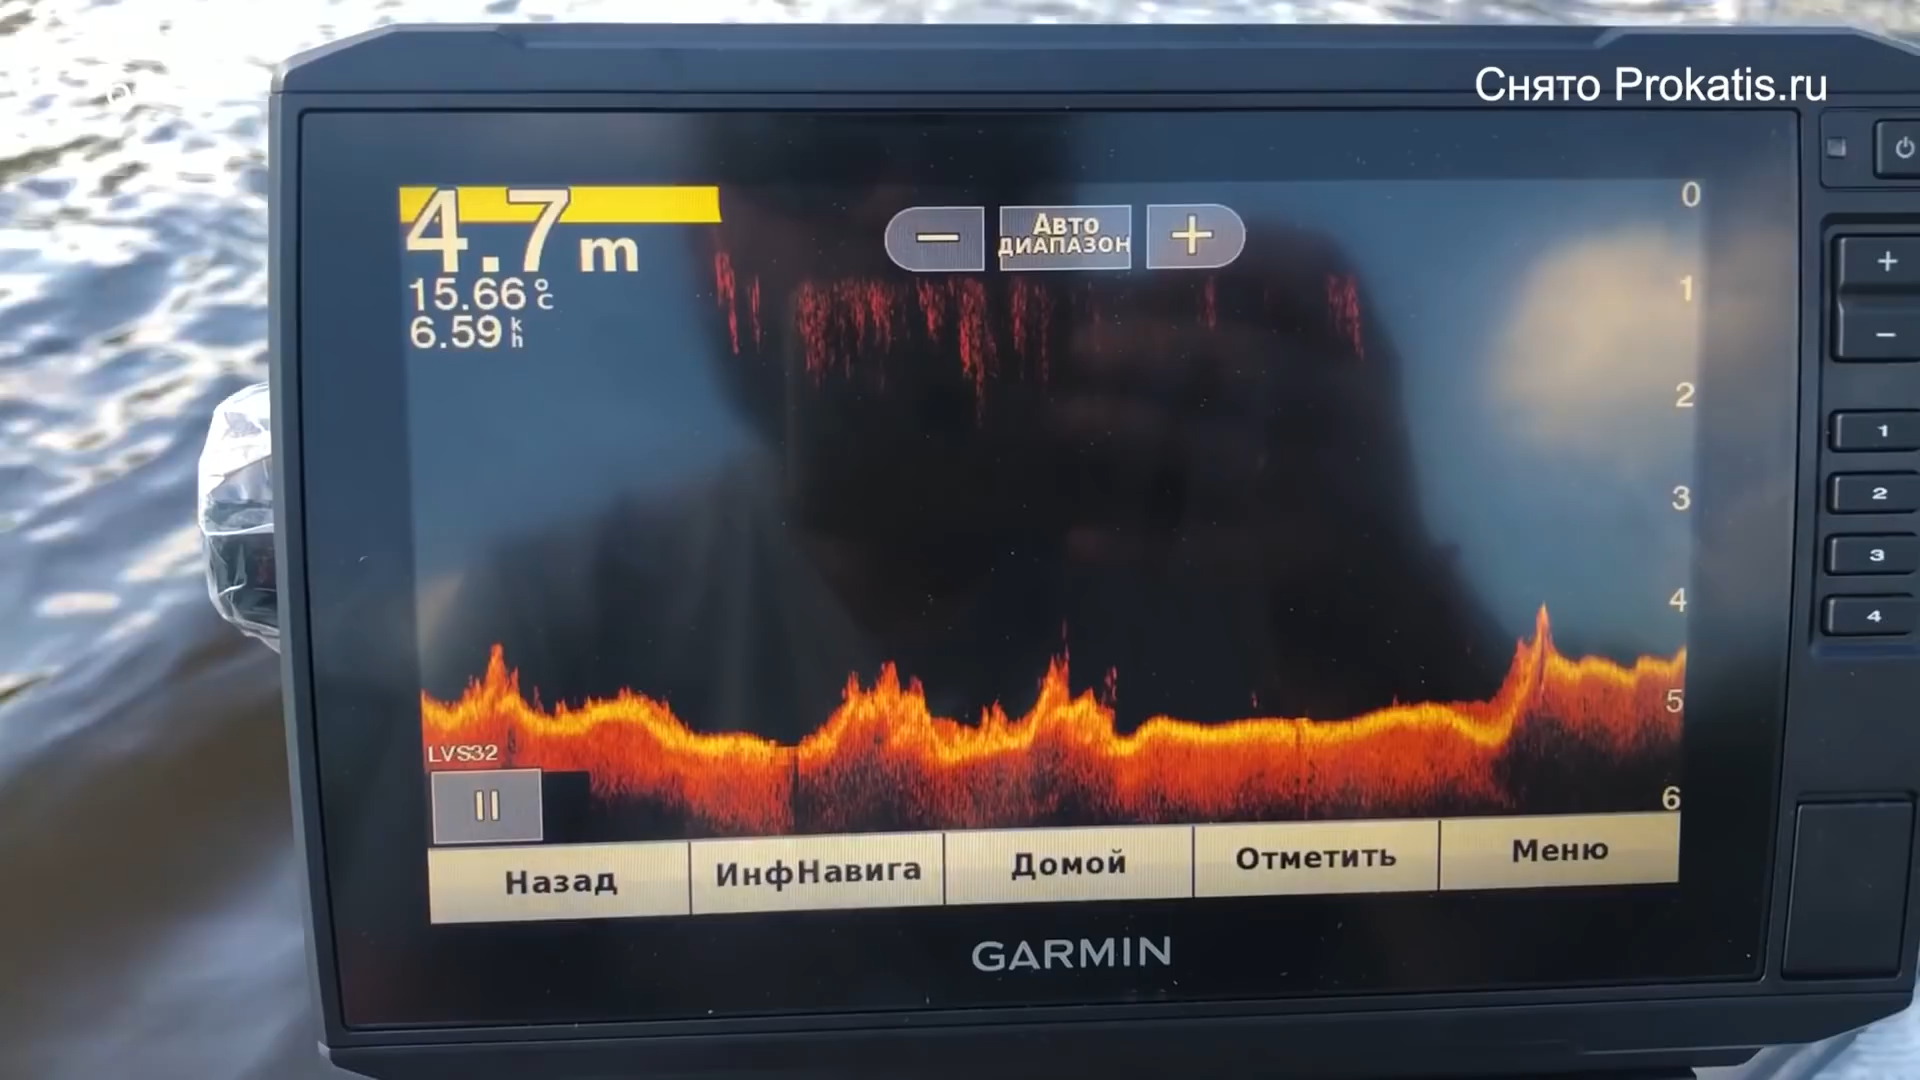 Снято Prokatis.ru
4.7 m
15.66 °C
6.59 k h
−
Авто
ДИАПАЗОН
+
0
1
2
3
4
5
6
LVS32
Назад
ИнфНавига
Домой
Отметить
Меню
GARMIN
+
−
1
2
3
4